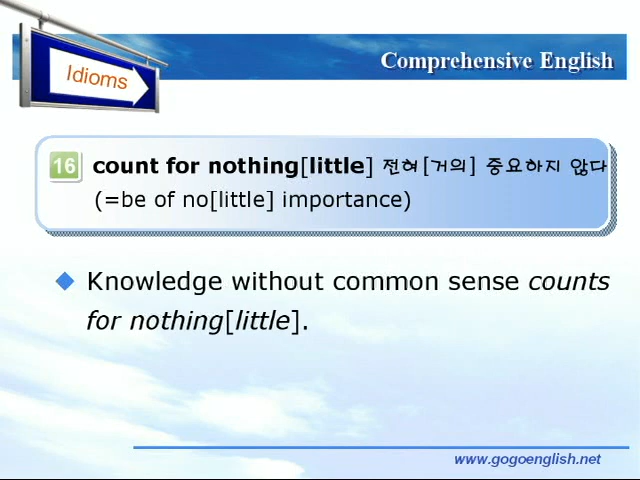 Idioms
Comprehensive English
16 count for nothing[little] 전혀[거의] 중요하지 않다
(=be of no[little] importance)
Knowledge without common sense counts
for nothing[little].
www.gogoenglish.net